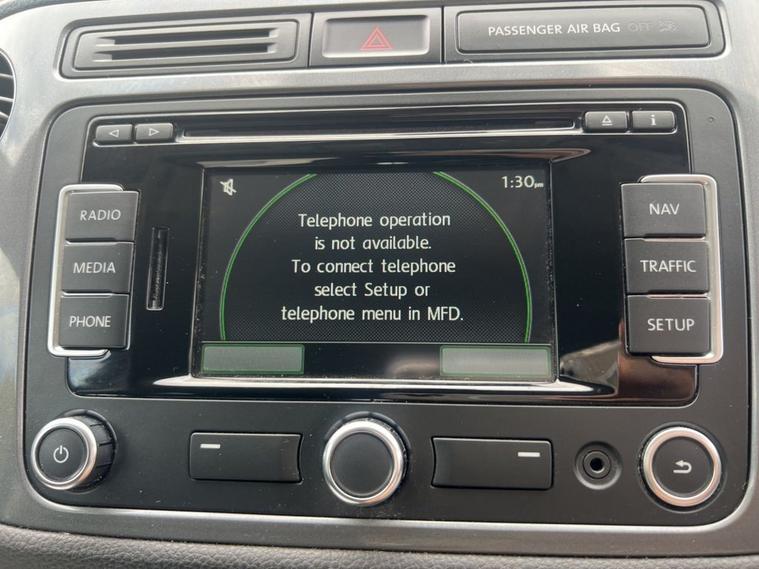 PASSENGER AIR BAG OFF
RADIO
MEDIA
PHONE
1:30pm
Telephone operation
is not available.
To connect telephone
select Setup or
telephone menu in MFD.
NAV
TRAFFIC
SETUP
i